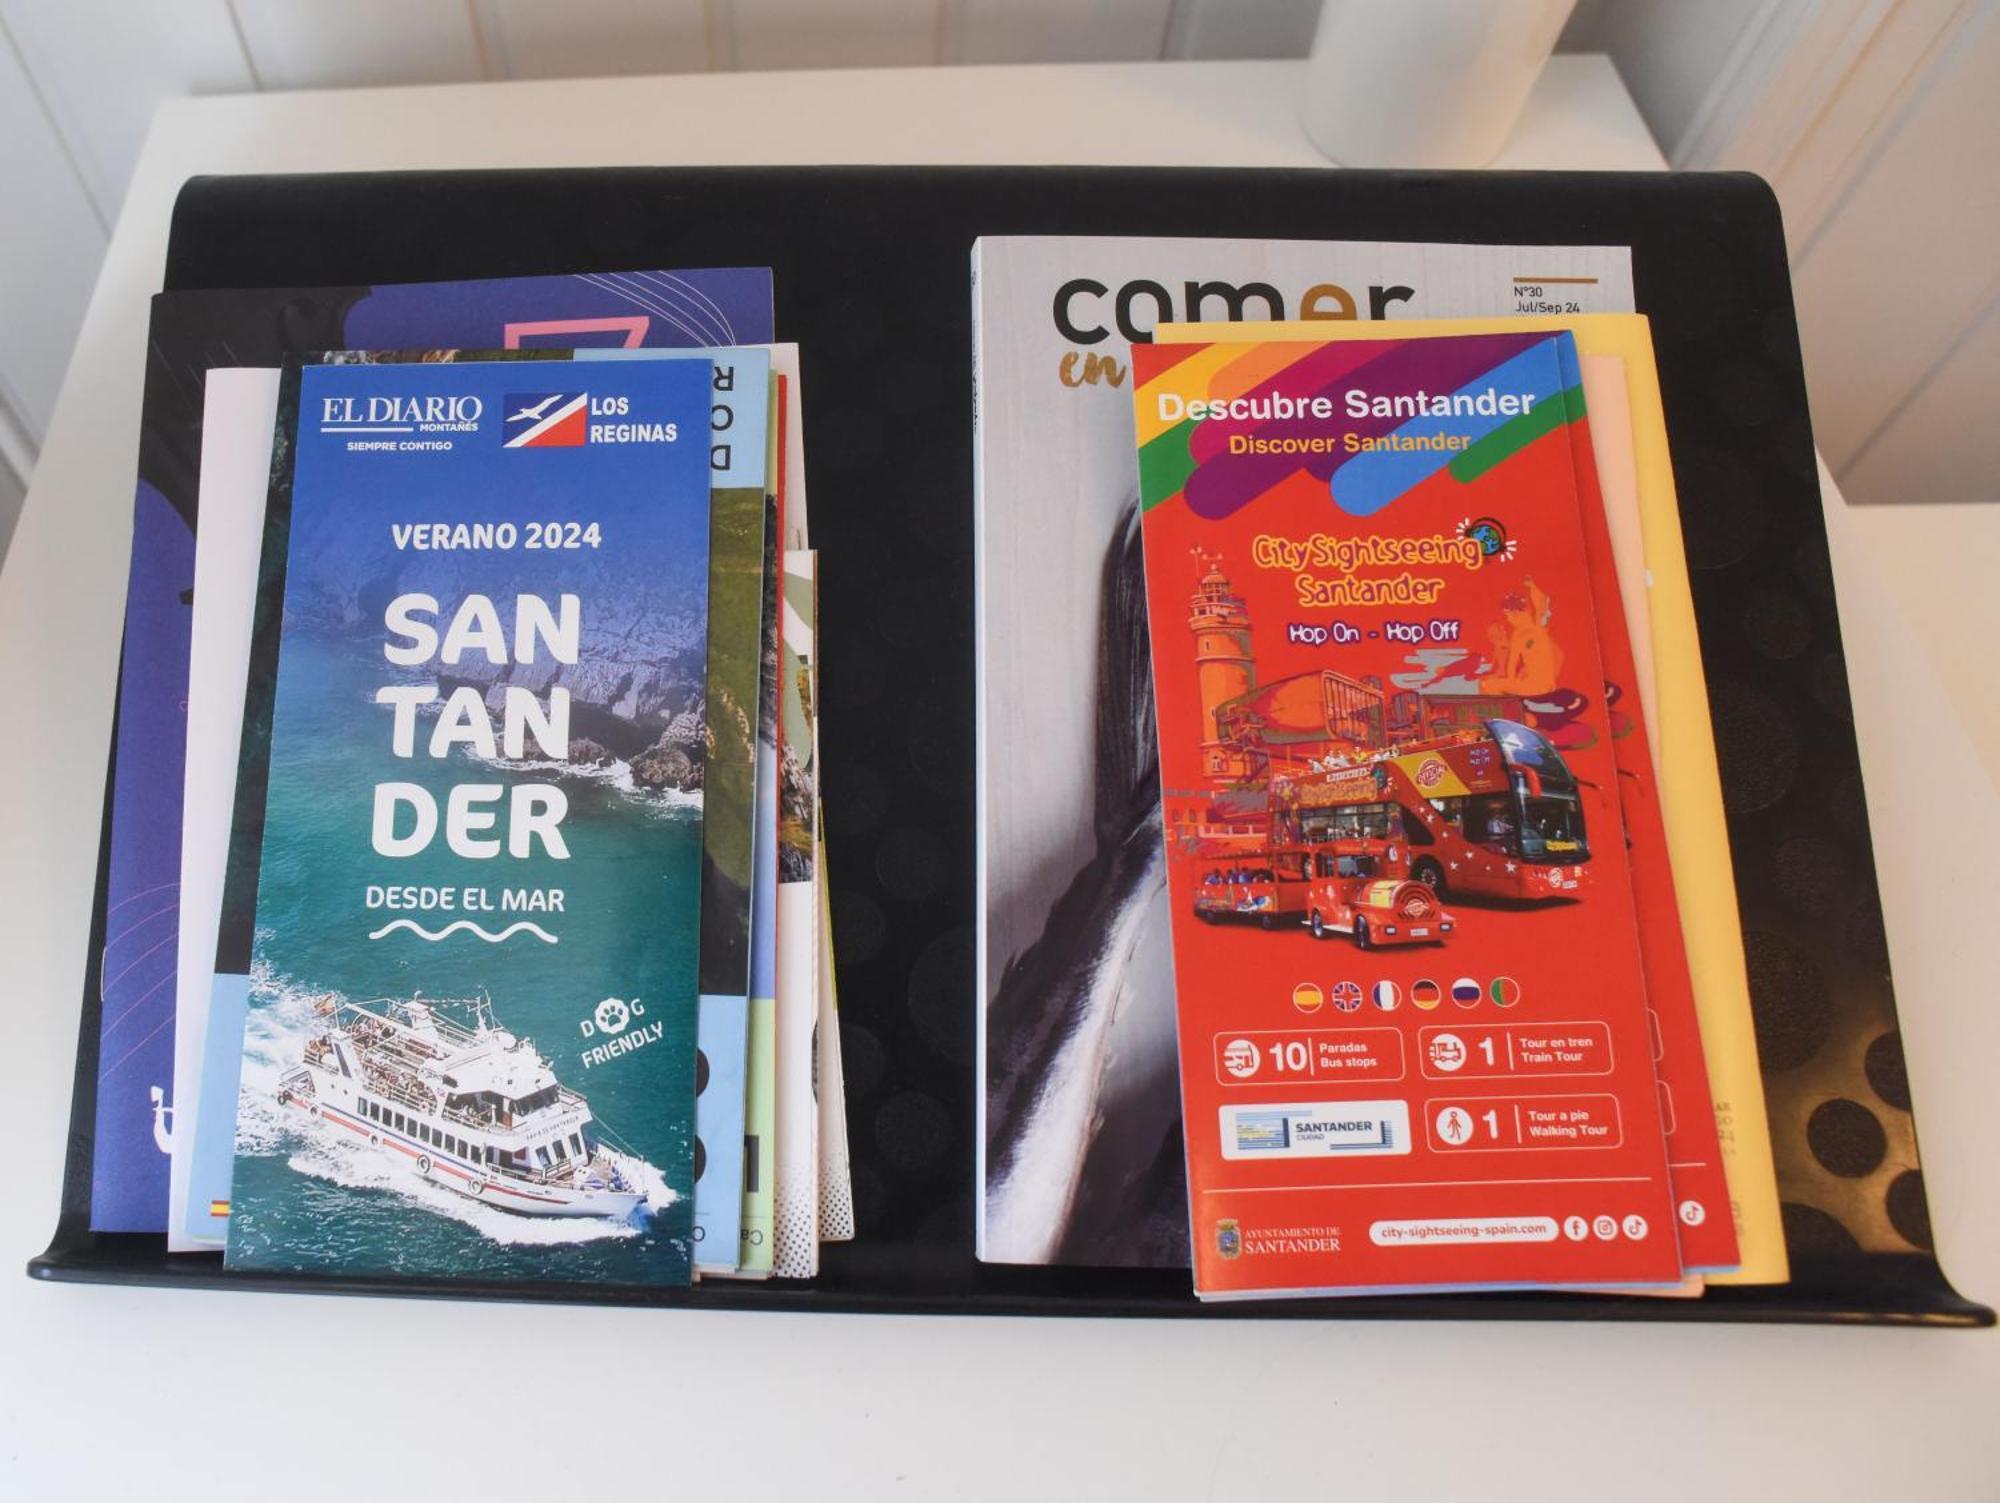 EL DIARIO
MONTAÑÉS
SIEMPRE CONTIGO
LOS
REGINAS
VERANO 2024
SAN
TAN
DER
DESDE EL MAR
DOG
FRIENDLY
comer
en
Nº30
Jul/Sep 24
Descubre Santander
Discover Santander
City Sightseeing
Santander
Hop On - Hop Off
10 Paradas
Bus stops
1 Tour en tren
Train Tour
SANTANDER
CIUDAD
1 Tour a pie
Walking Tour
AYUNTAMIENTO DE
SANTANDER
city-sightseeing-spain.com